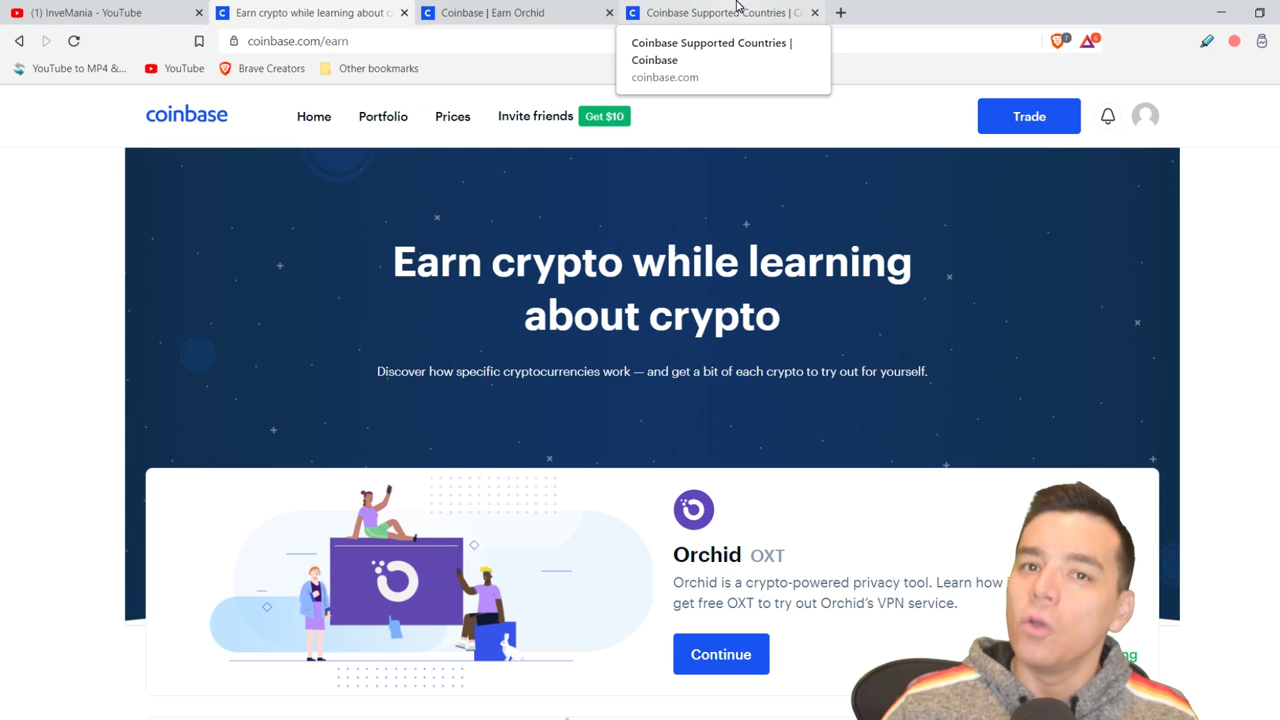 (1) InveMania - YouTube
Earn crypto while learning about c
Coinbase | Earn Orchid
Coinbase Supported Countries | C
coinbase.com/earn
7
6
Coinbase Supported Countries |
Coinbase
coinbase.com
YouTube to MP4 &...
YouTube
Brave Creators
Other bookmarks
coinbase
Home
Portfolio
Prices
Invite friends
Get $10
Trade
Earn crypto while learning
about crypto
Discover how specific cryptocurrencies work — and get a bit of each crypto to try out for yourself.
Orchid OXT
Orchid is a crypto-powered privacy tool. Learn how
get free OXT to try out Orchid's VPN service.
Continue